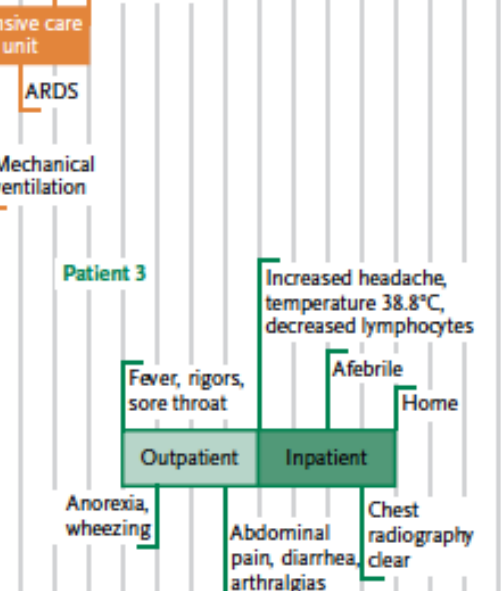 nsive care
unit
ARDS
Mechanical
entilation
Patient 3
Increased headache,
temperature 38.8°C,
decreased lymphocytes
Afebrile
Home
Fever, rigors,
sore throat
Outpatient
Inpatient
Anorexia,
wheezing
Abdominal
pain, diarrhea,
arthralgias
Chest
radiography
clear